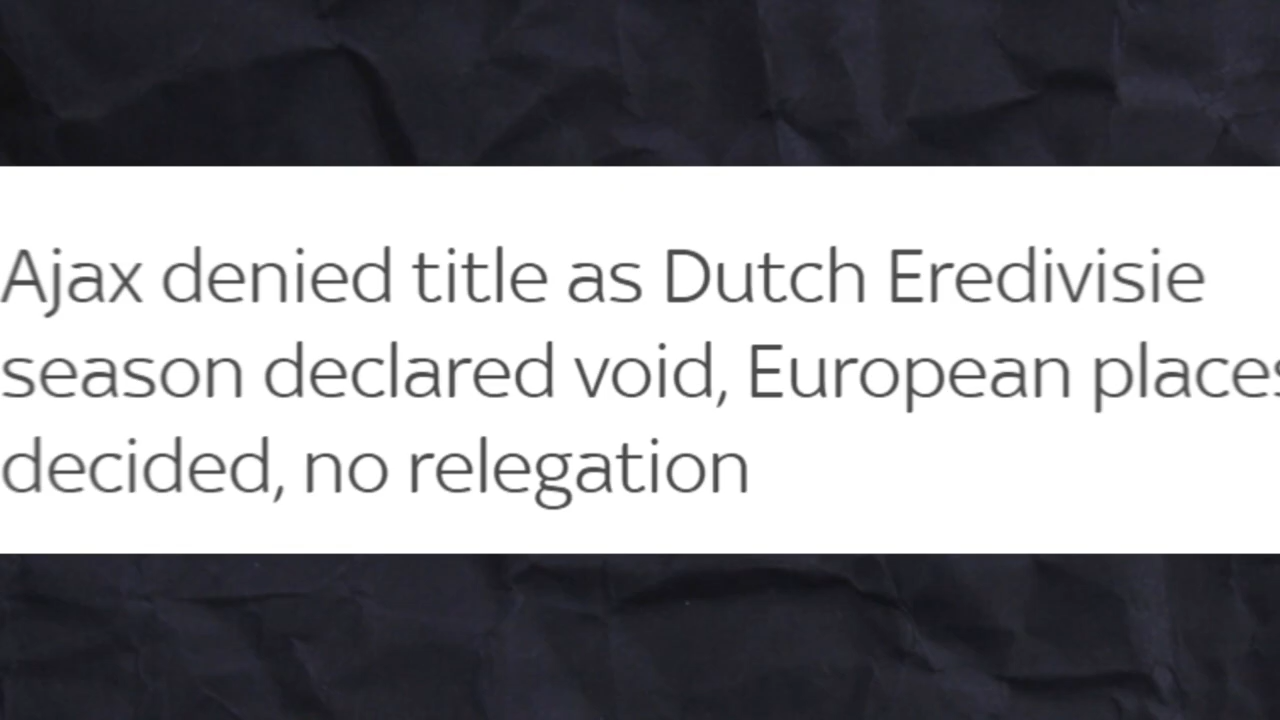 Ajax denied title as Dutch Eredivisie
season declared void, European places
decided, no relegation